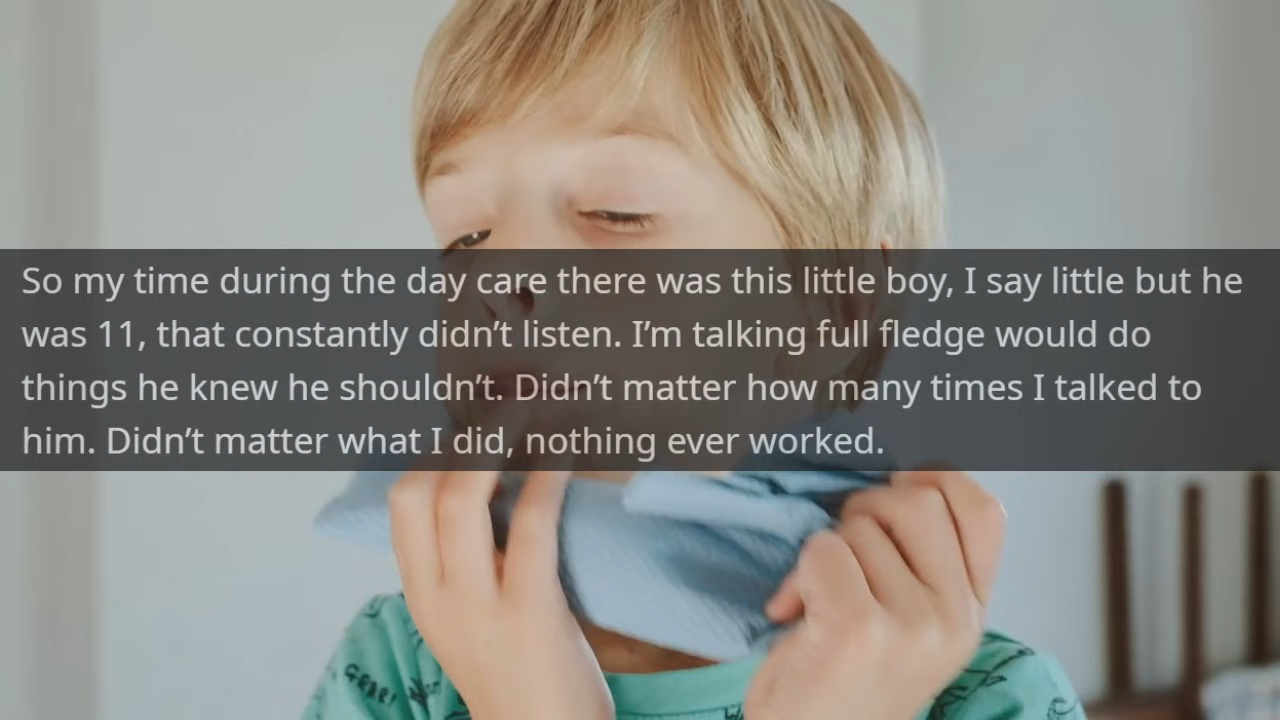 So my time during the day care there was this little boy, I say little but he
was 11, that constantly didn’t listen. I’m talking full fledge would do
things he knew he shouldn’t. Didn’t matter how many times I talked to
him. Didn’t matter what I did, nothing ever worked.
GRRR!